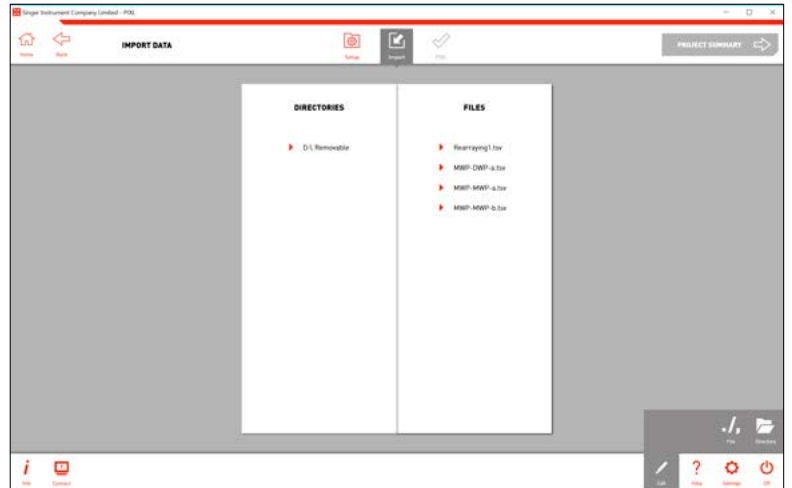 Singer Instrument Company Limited - PIXL
Home
Back
IMPORT DATA
Setup
Import
PROJECT SUMMARY
DIRECTORIES
FILES
D:\ Removable
Rearraying1.tsv
MWP-DWP-a.tsv
MWP-MWP-a.tsv
MWP-MWP-b.tsv
File
Directory
Info
Connect
Edit
Help
Settings
Off